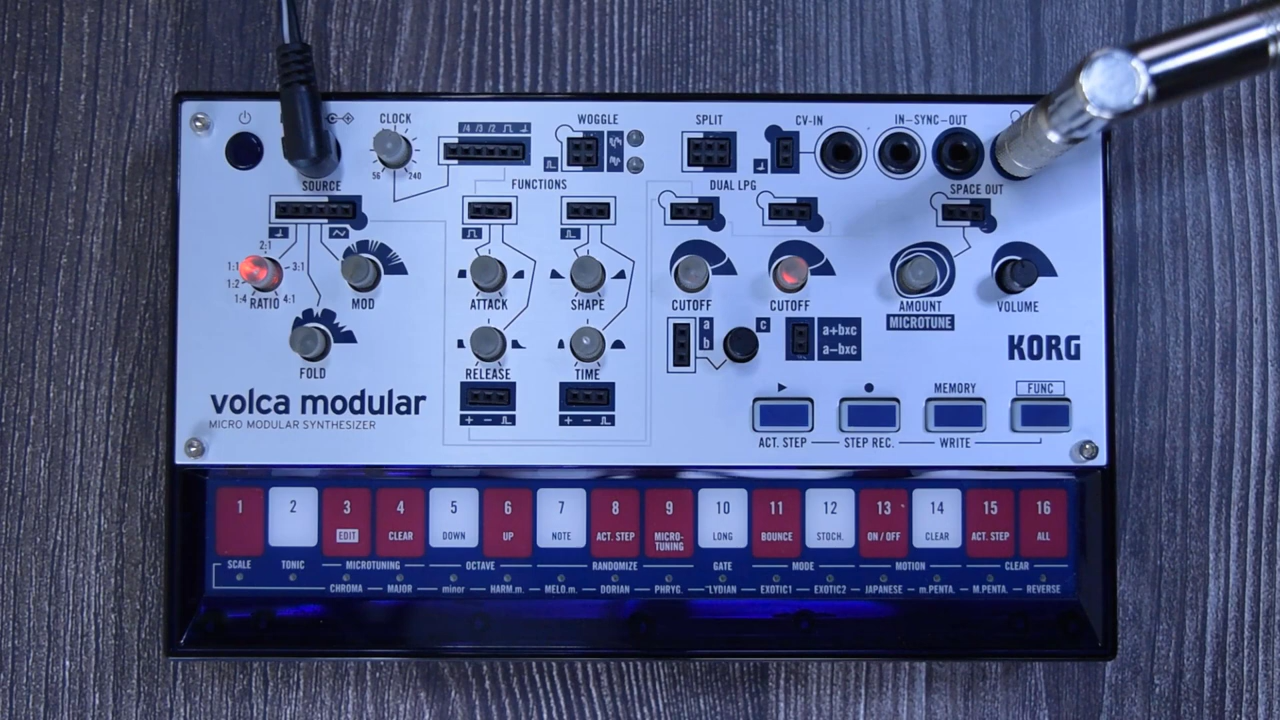 CLOCK
56 240
/4 /3 /2
WOGGLE
SPLIT
CV-IN
IN-SYNC-OUT
SOURCE
FUNCTIONS
DUAL LPG
SPACE OUT
2:1
1:1 3:1
1:2
1:4 RATIO 4:1
MOD
ATTACK
SHAPE
CUTOFF
CUTOFF
AMOUNT
MICROTUNE
VOLUME
FOLD
RELEASE
TIME
a
b
c
a+bxc
a-bxc
KORG
volca modular
MICRO MODULAR SYNTHESIZER
+ -
+ -
MEMORY
FUNC
ACT. STEP
STEP REC.
WRITE
1 2 3 4 5 6 7 8 9 10 11 12 13 14 15 16
EDIT CLEAR DOWN UP NOTE ACT. STEP MICRO-TUNING LONG BOUNCE STOCH. ON / OFF CLEAR ACT. STEP ALL
SCALE TONIC MICROTUNING OCTAVE RANDOMIZE GATE MODE MOTION CLEAR
CHROMA MAJOR minor HARM.m. MELO.m. DORIAN PHRYG. LYDIAN EXOTIC1 EXOTIC2 JAPANESE m.PENTA. M.PENTA. REVERSE